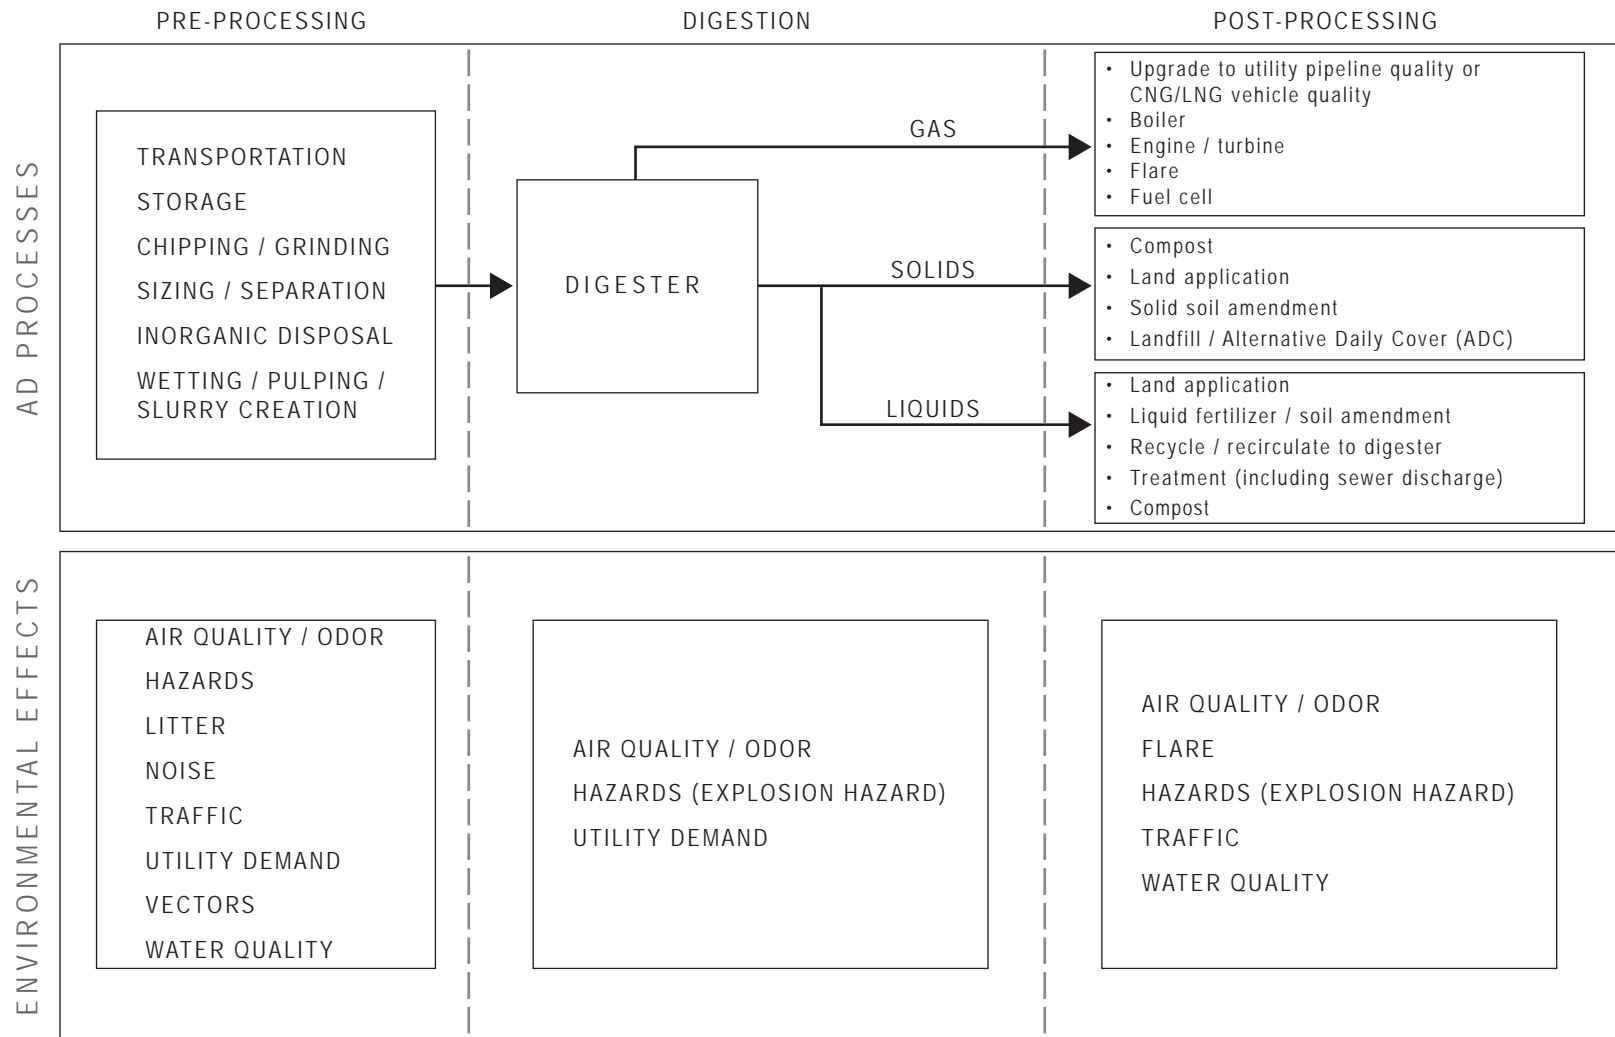 PRE-PROCESSING
DIGESTION
POST-PROCESSING
AD PROCESSES
TRANSPORTATION
STORAGE
CHIPPING / GRINDING
SIZING / SEPARATION
INORGANIC DISPOSAL
WETTING / PULPING /
SLURRY CREATION
DIGESTER
GAS
SOLIDS
LIQUIDS
• Upgrade to utility pipeline quality or
CNG/LNG vehicle quality
• Boiler
• Engine / turbine
• Flare
• Fuel cell
• Compost
• Land application
• Solid soil amendment
• Landfill / Alternative Daily Cover (ADC)
• Land application
• Liquid fertilizer / soil amendment
• Recycle / recirculate to digester
• Treatment (including sewer discharge)
• Compost
ENVIRONMENTAL EFFECTS
AIR QUALITY / ODOR
HAZARDS
LITTER
NOISE
TRAFFIC
UTILITY DEMAND
VECTORS
WATER QUALITY
AIR QUALITY / ODOR
HAZARDS (EXPLOSION HAZARD)
UTILITY DEMAND
AIR QUALITY / ODOR
FLARE
HAZARDS (EXPLOSION HAZARD)
TRAFFIC
WATER QUALITY